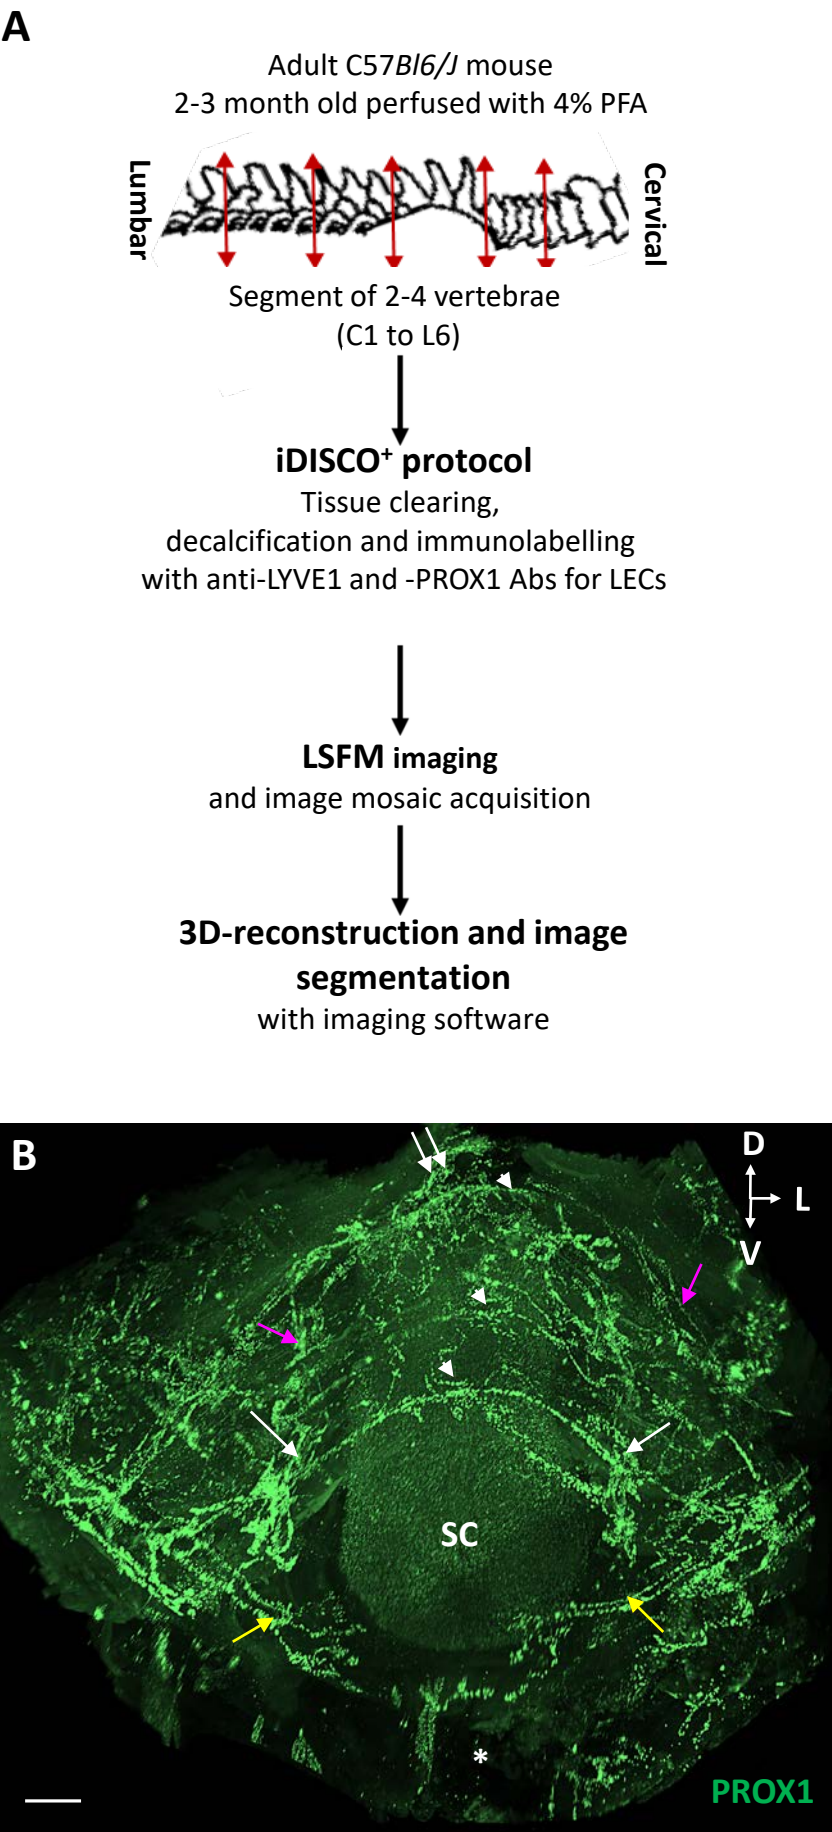 A
Adult C57Bl6/J mouse
2-3 month old perfused with 4% PFA
Lumbar
Cervical
Segment of 2-4 vertebrae
(C1 to L6)
iDISCO⁺ protocol
Tissue clearing,
decalcification and immunolabelling
with anti-LYVE1 and -PROX1 Abs for LECs
LSFM imaging
and image mosaic acquisition
3D-reconstruction and image
segmentation
with imaging software
B
D
L
V
SC
*
PROX1